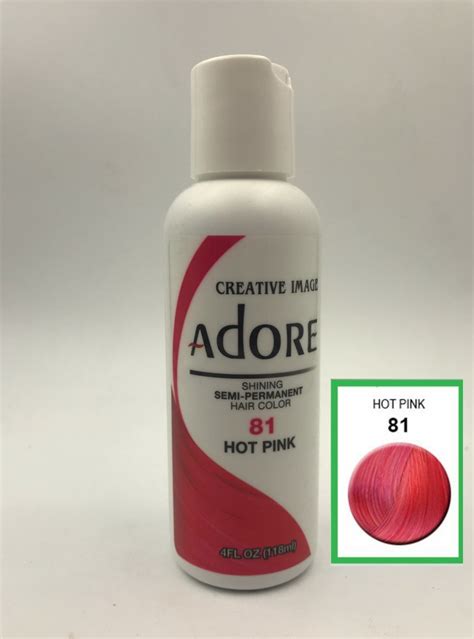 CREATIVE IMAGE
ADORE
SHINING
SEMI-PERMANENT
HAIR COLOR
81
HOT PINK
4FL.OZ.(118ml)
HOT PINK
81